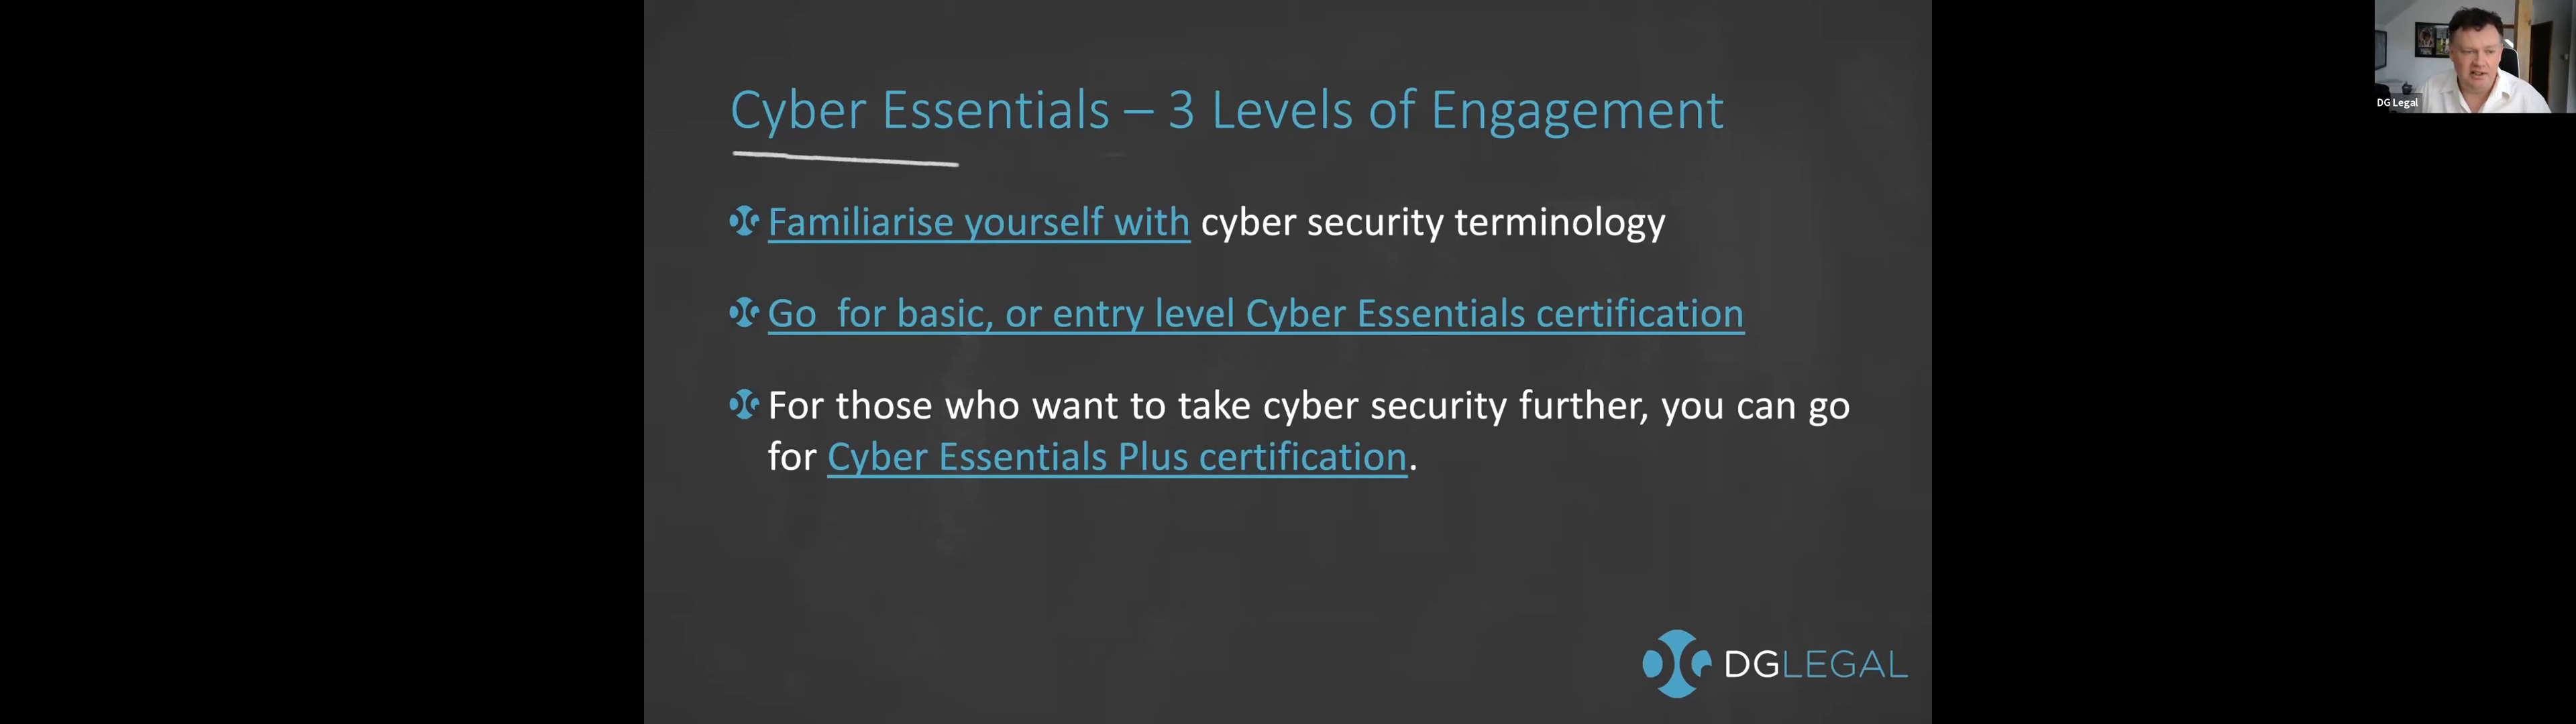 Cyber Essentials – 3 Levels of Engagement
Familiarise yourself with cyber security terminology
Go  for basic, or entry level Cyber Essentials certification
For those who want to take cyber security further, you can go
for Cyber Essentials Plus certification.
DGLEGAL
DG Legal